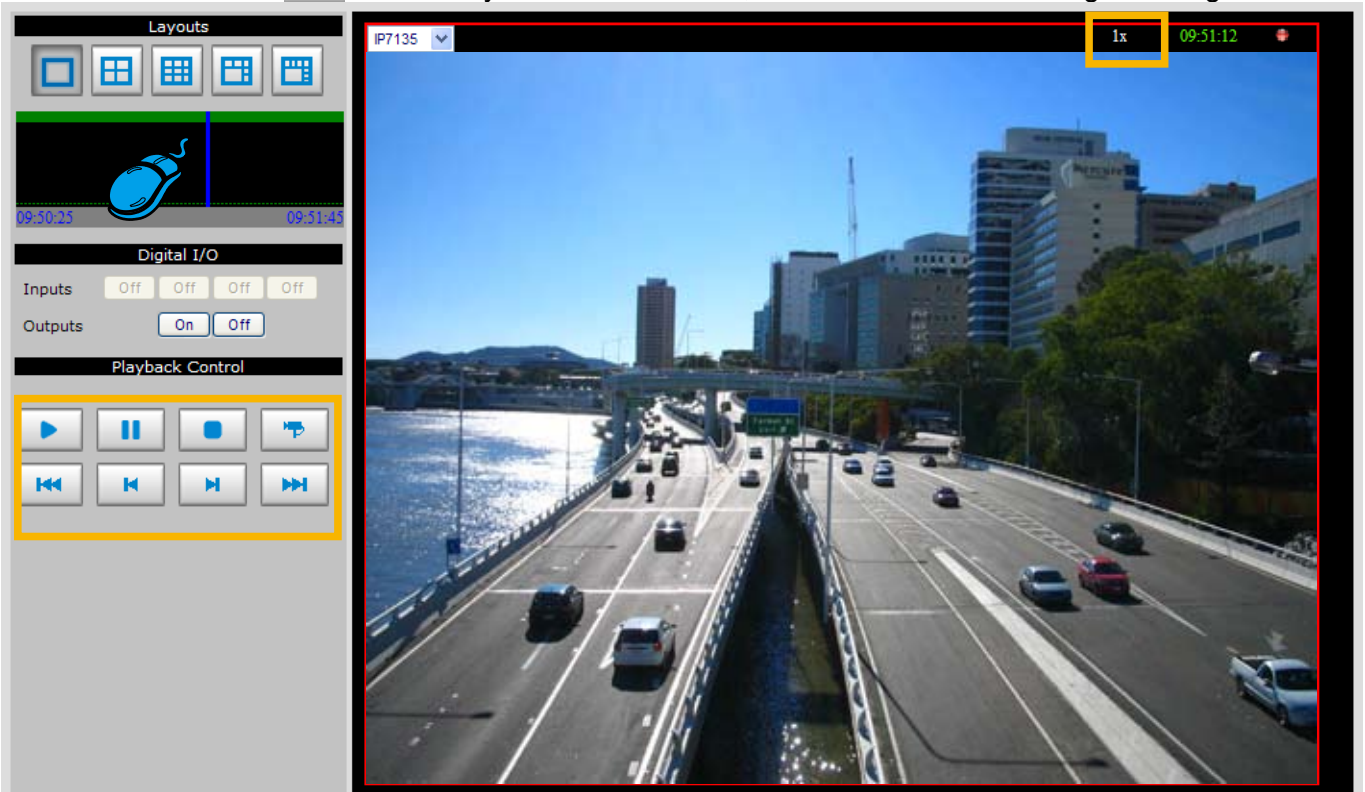 Layouts
IP7135
1x
09:51:12
09:50:25
09:51:45
Digital I/O
Inputs
Off Off Off Off
Outputs
On Off
Playback Control